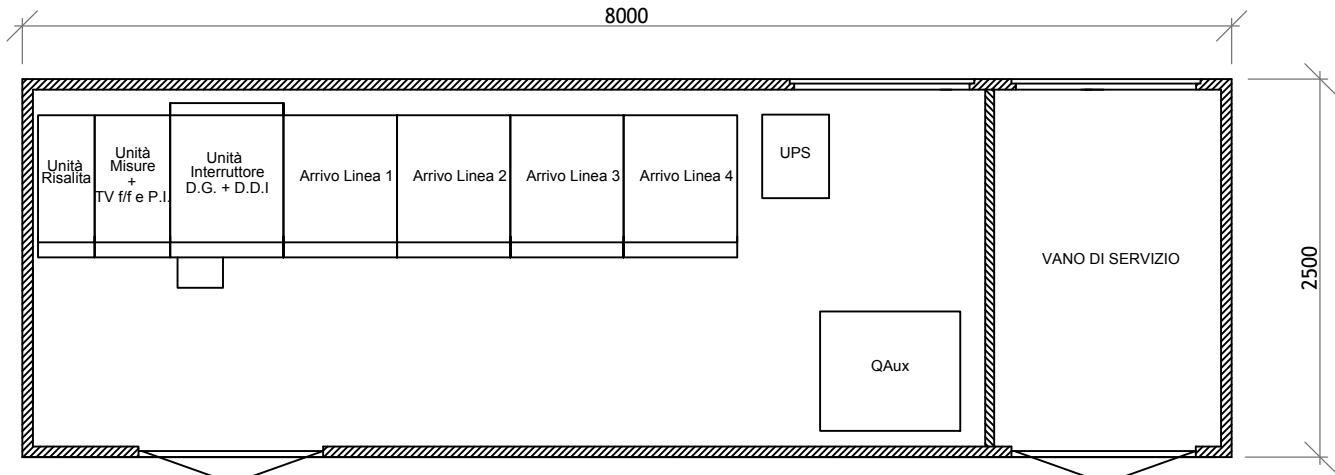 8000
Unità
Risalita
Unità
Misure
+
TV f/f e P.I.
Unità
Interruttore
D.G. + D.D.I
Arrivo Linea 1
Arrivo Linea 2
Arrivo Linea 3
Arrivo Linea 4
UPS
VANO DI SERVIZIO
2500
QAux